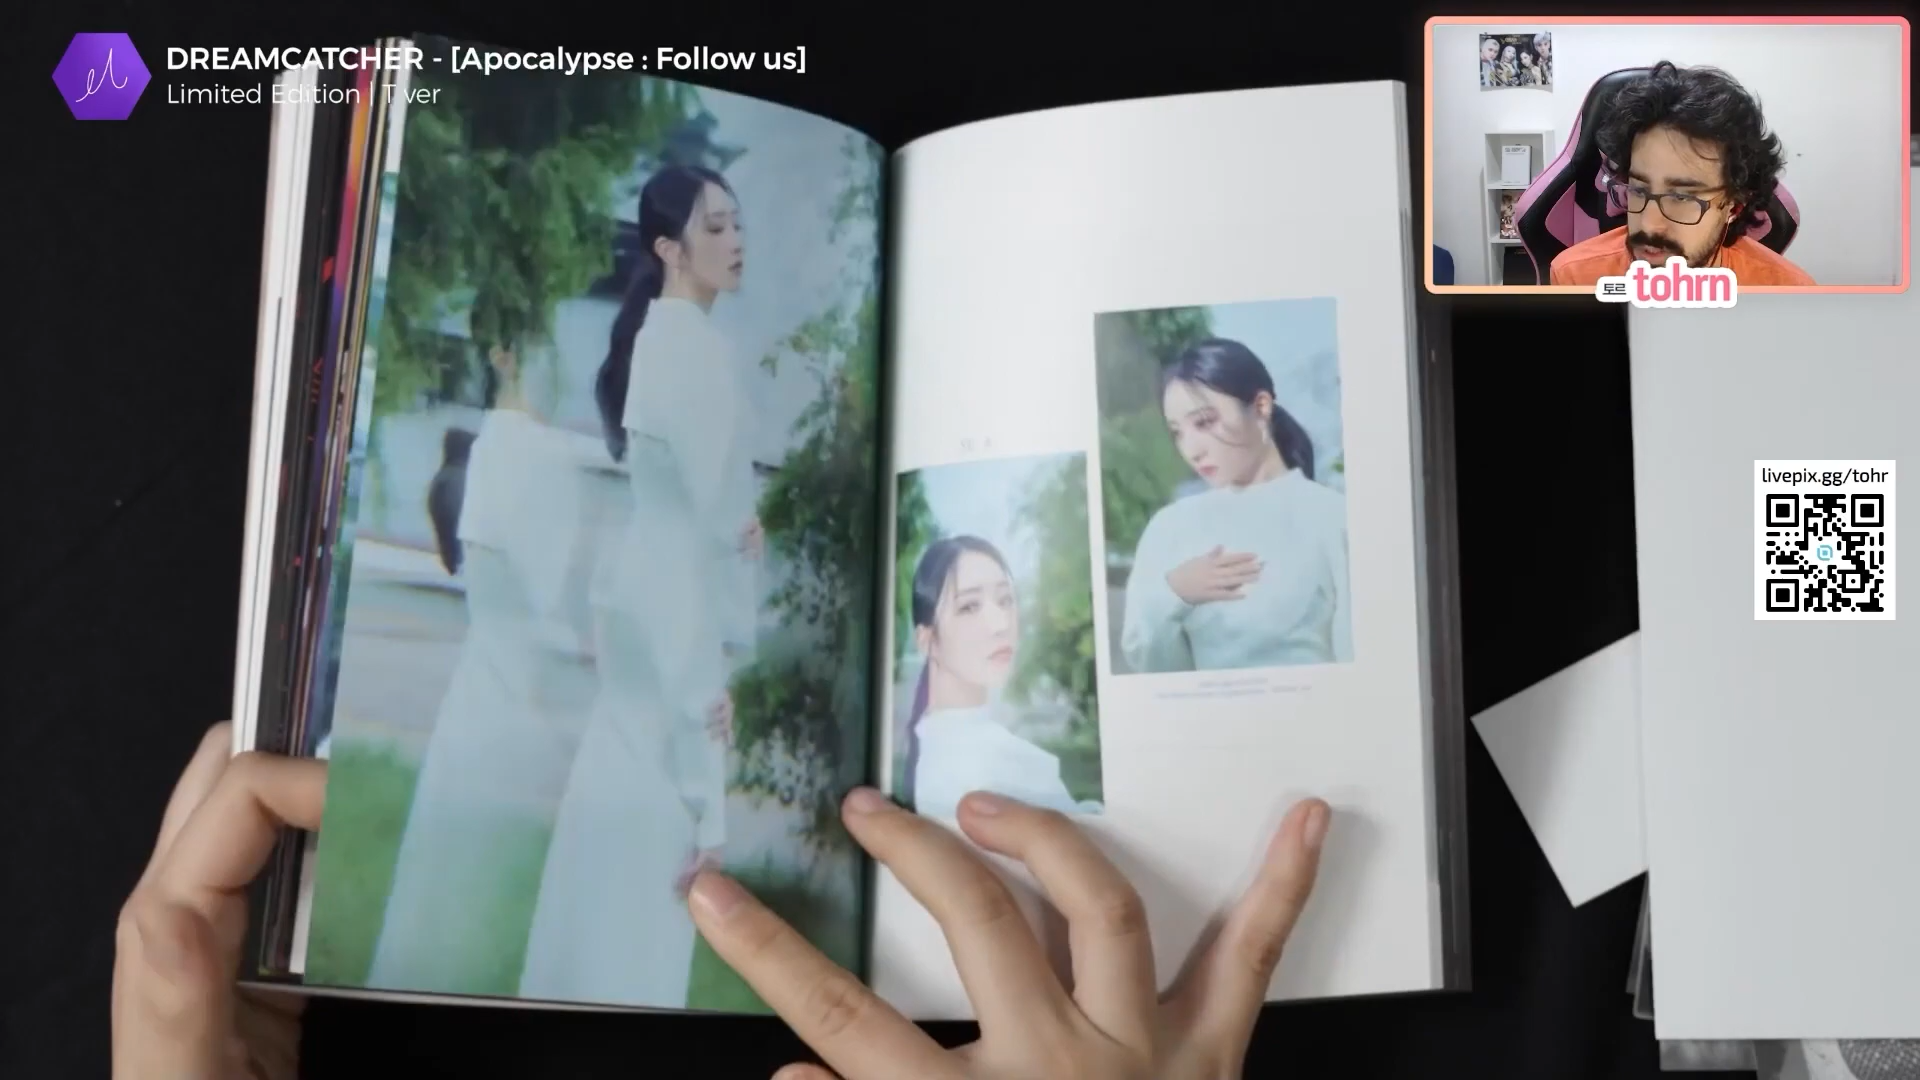 DREAMCATCHER - [Apocalypse : Follow us]
Limited Edition | T ver
토르 tohrn
livepix.gg/tohr